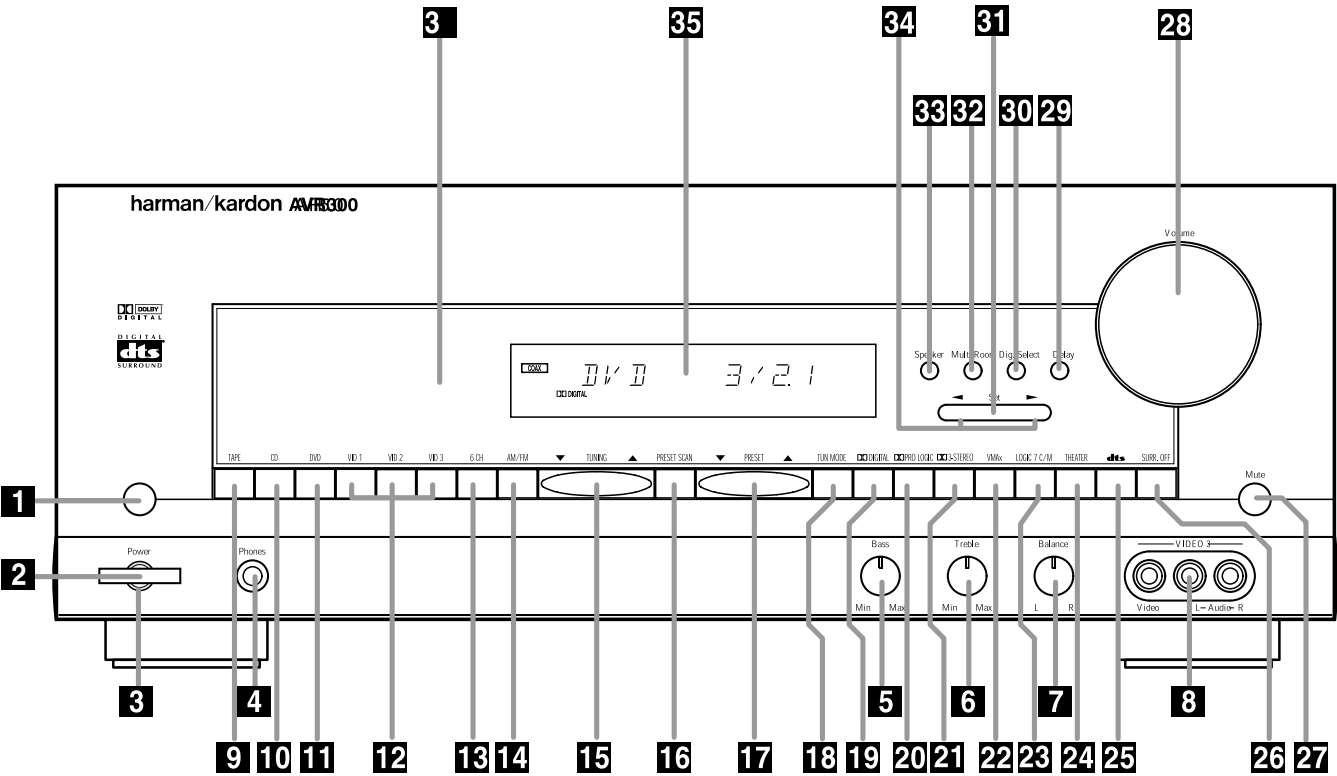 3 35 34 31 28
33 32 30 29
harman/kardon
Volume
DOLBY
DIGITAL
DIGITAL
dts
SURROUND
COAX
DVD 3/2.1
DIGITAL
Speaker Multi Room Dig. Select Delay
◄ Set ►
TAPE CD DVD VID 1 VID 2 VID 3 6 CH AM/FM ▼ TUNING ▲ PRESET SCAN ▼ PRESET ▲ TUN MODE DIGITAL PRO LOGIC 3-STEREO VMAx LOGIC 7 C/M THEATER dts SURR. OFF
1
Mute
Power Phones Bass Treble Balance VIDEO 3
2
Min Max Min Max L R Video L Audio R
3 4 5 6 7 8
9 10 11 12 13 14 15 16 17 18 19 20 21 22 23 24 25 26 27